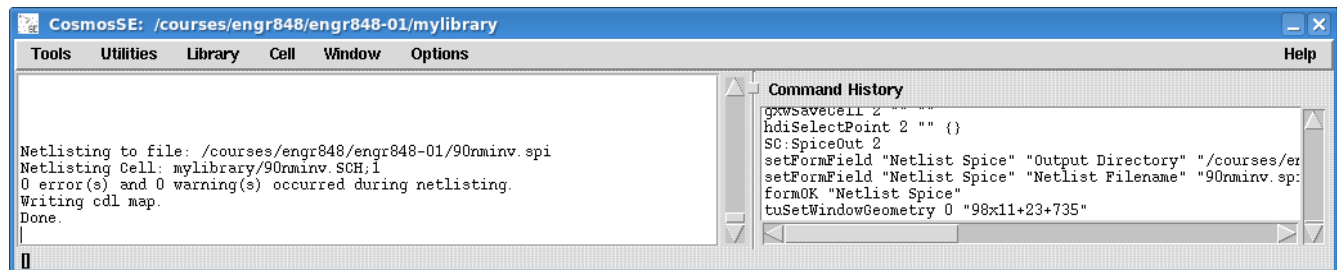 CosmosSE: /courses/engr848/engr848-01/mylibrary
Tools Utilities Library Cell Window Options Help
Netlisting to file: /courses/engr848/engr848-01/90nminv.spi
Netlisting Cell: mylibrary/90nminv.SCH;1
0 error(s) and 0 warning(s) occurred during netlisting.
Writing cdl map.
Done.
Command History
gxwSaveCell 2 "" ""
hdiSelectPoint 2 "" {}
SC:SpiceOut 2
setFormField "Netlist Spice" "Output Directory" "/courses/er
setFormField "Netlist Spice" "Netlist Filename" "90nminv.sp:
formOK "Netlist Spice"
tuSetWindowGeometry 0 "98x11+23+735"